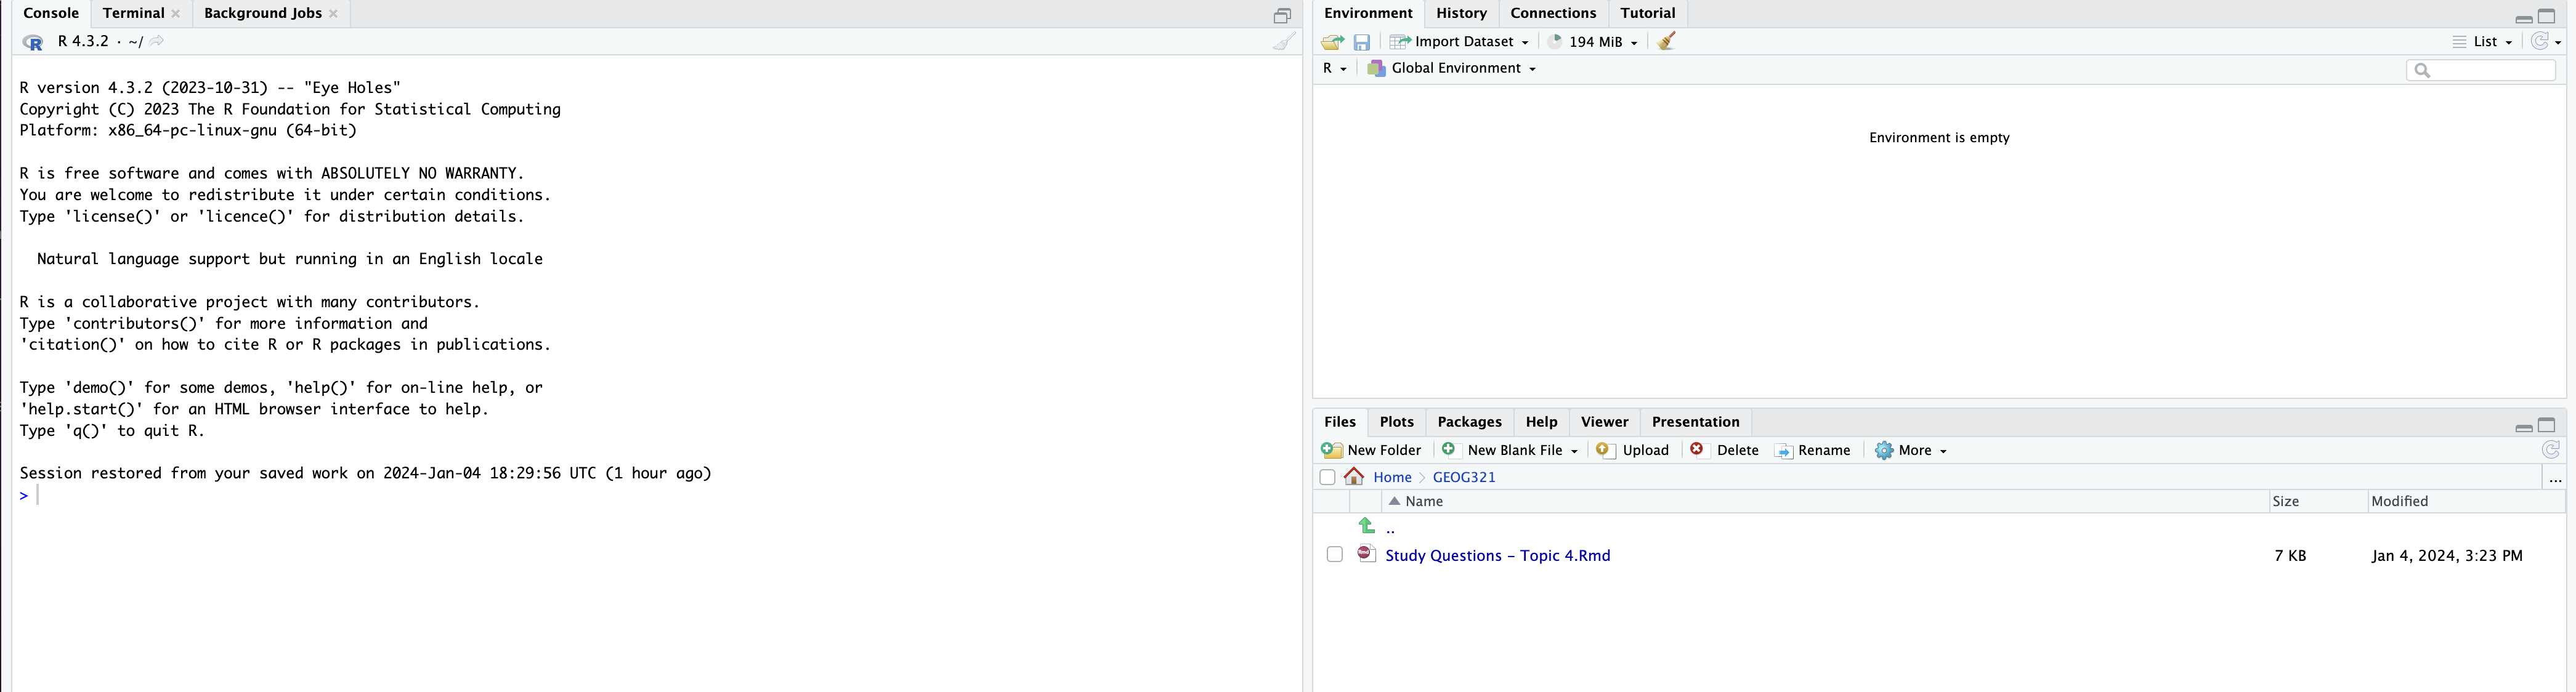 Console Terminal Background Jobs
R 4.3.2 · ~/
R version 4.3.2 (2023-10-31) -- "Eye Holes"
Copyright (C) 2023 The R Foundation for Statistical Computing
Platform: x86_64-pc-linux-gnu (64-bit)
R is free software and comes with ABSOLUTELY NO WARRANTY.
You are welcome to redistribute it under certain conditions.
Type 'license()' or 'licence()' for distribution details.
Natural language support but running in an English locale
R is a collaborative project with many contributors.
Type 'contributors()' for more information and
'citation()' on how to cite R or R packages in publications.
Type 'demo()' for some demos, 'help()' for on-line help, or
'help.start()' for an HTML browser interface to help.
Type 'q()' to quit R.
Session restored from your saved work on 2024-Jan-04 18:29:56 UTC (1 hour ago)
>
Environment History Connections Tutorial
Import Dataset 194 MiB List
R Global Environment
Environment is empty
Files Plots Packages Help Viewer Presentation
New Folder New Blank File Upload Delete Rename More
Home GEOG321 ...
Name Size Modified
..
Study Questions – Topic 4.Rmd 7 KB Jan 4, 2024, 3:23 PM